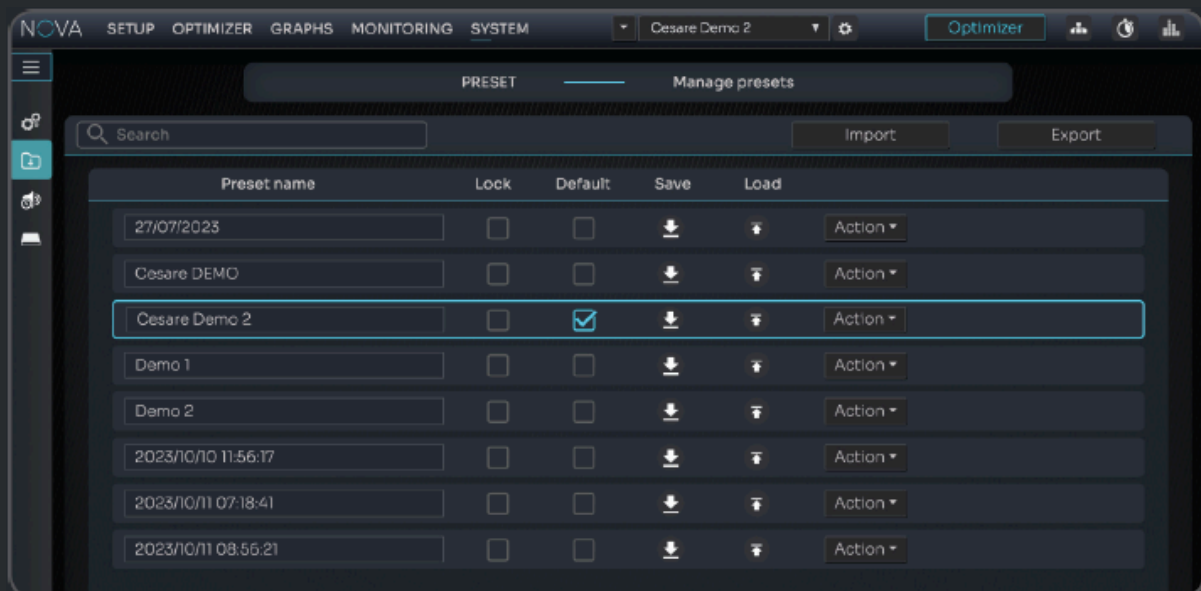 NOVA SETUP OPTIMIZER GRAPHS MONITORING SYSTEM Cesare Demo 2 Optimizer
PRESET Manage presets
Search Import Export
Preset name Lock Default Save Load
27/07/2023 Action
Cesare DEMO Action
Cesare Demo 2 Action
Demo 1 Action
Demo 2 Action
2023/10/10 11:56:17 Action
2023/10/11 07:18:41 Action
2023/10/11 08:56:21 Action